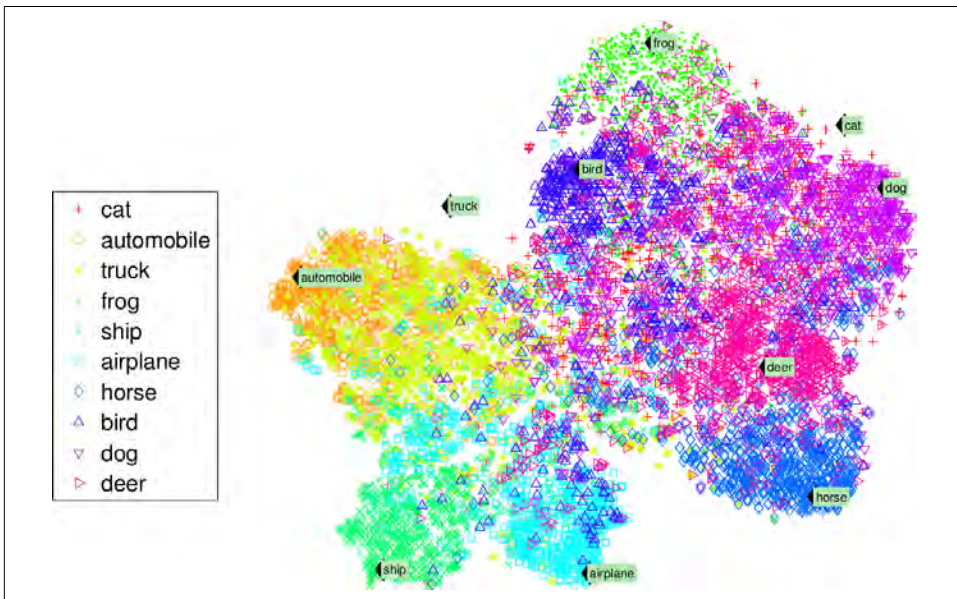 cat
automobile
truck
frog
ship
airplane
horse
bird
dog
deer
frog
cat
bird
dog
truck
automobile
deer
horse
ship
airplane